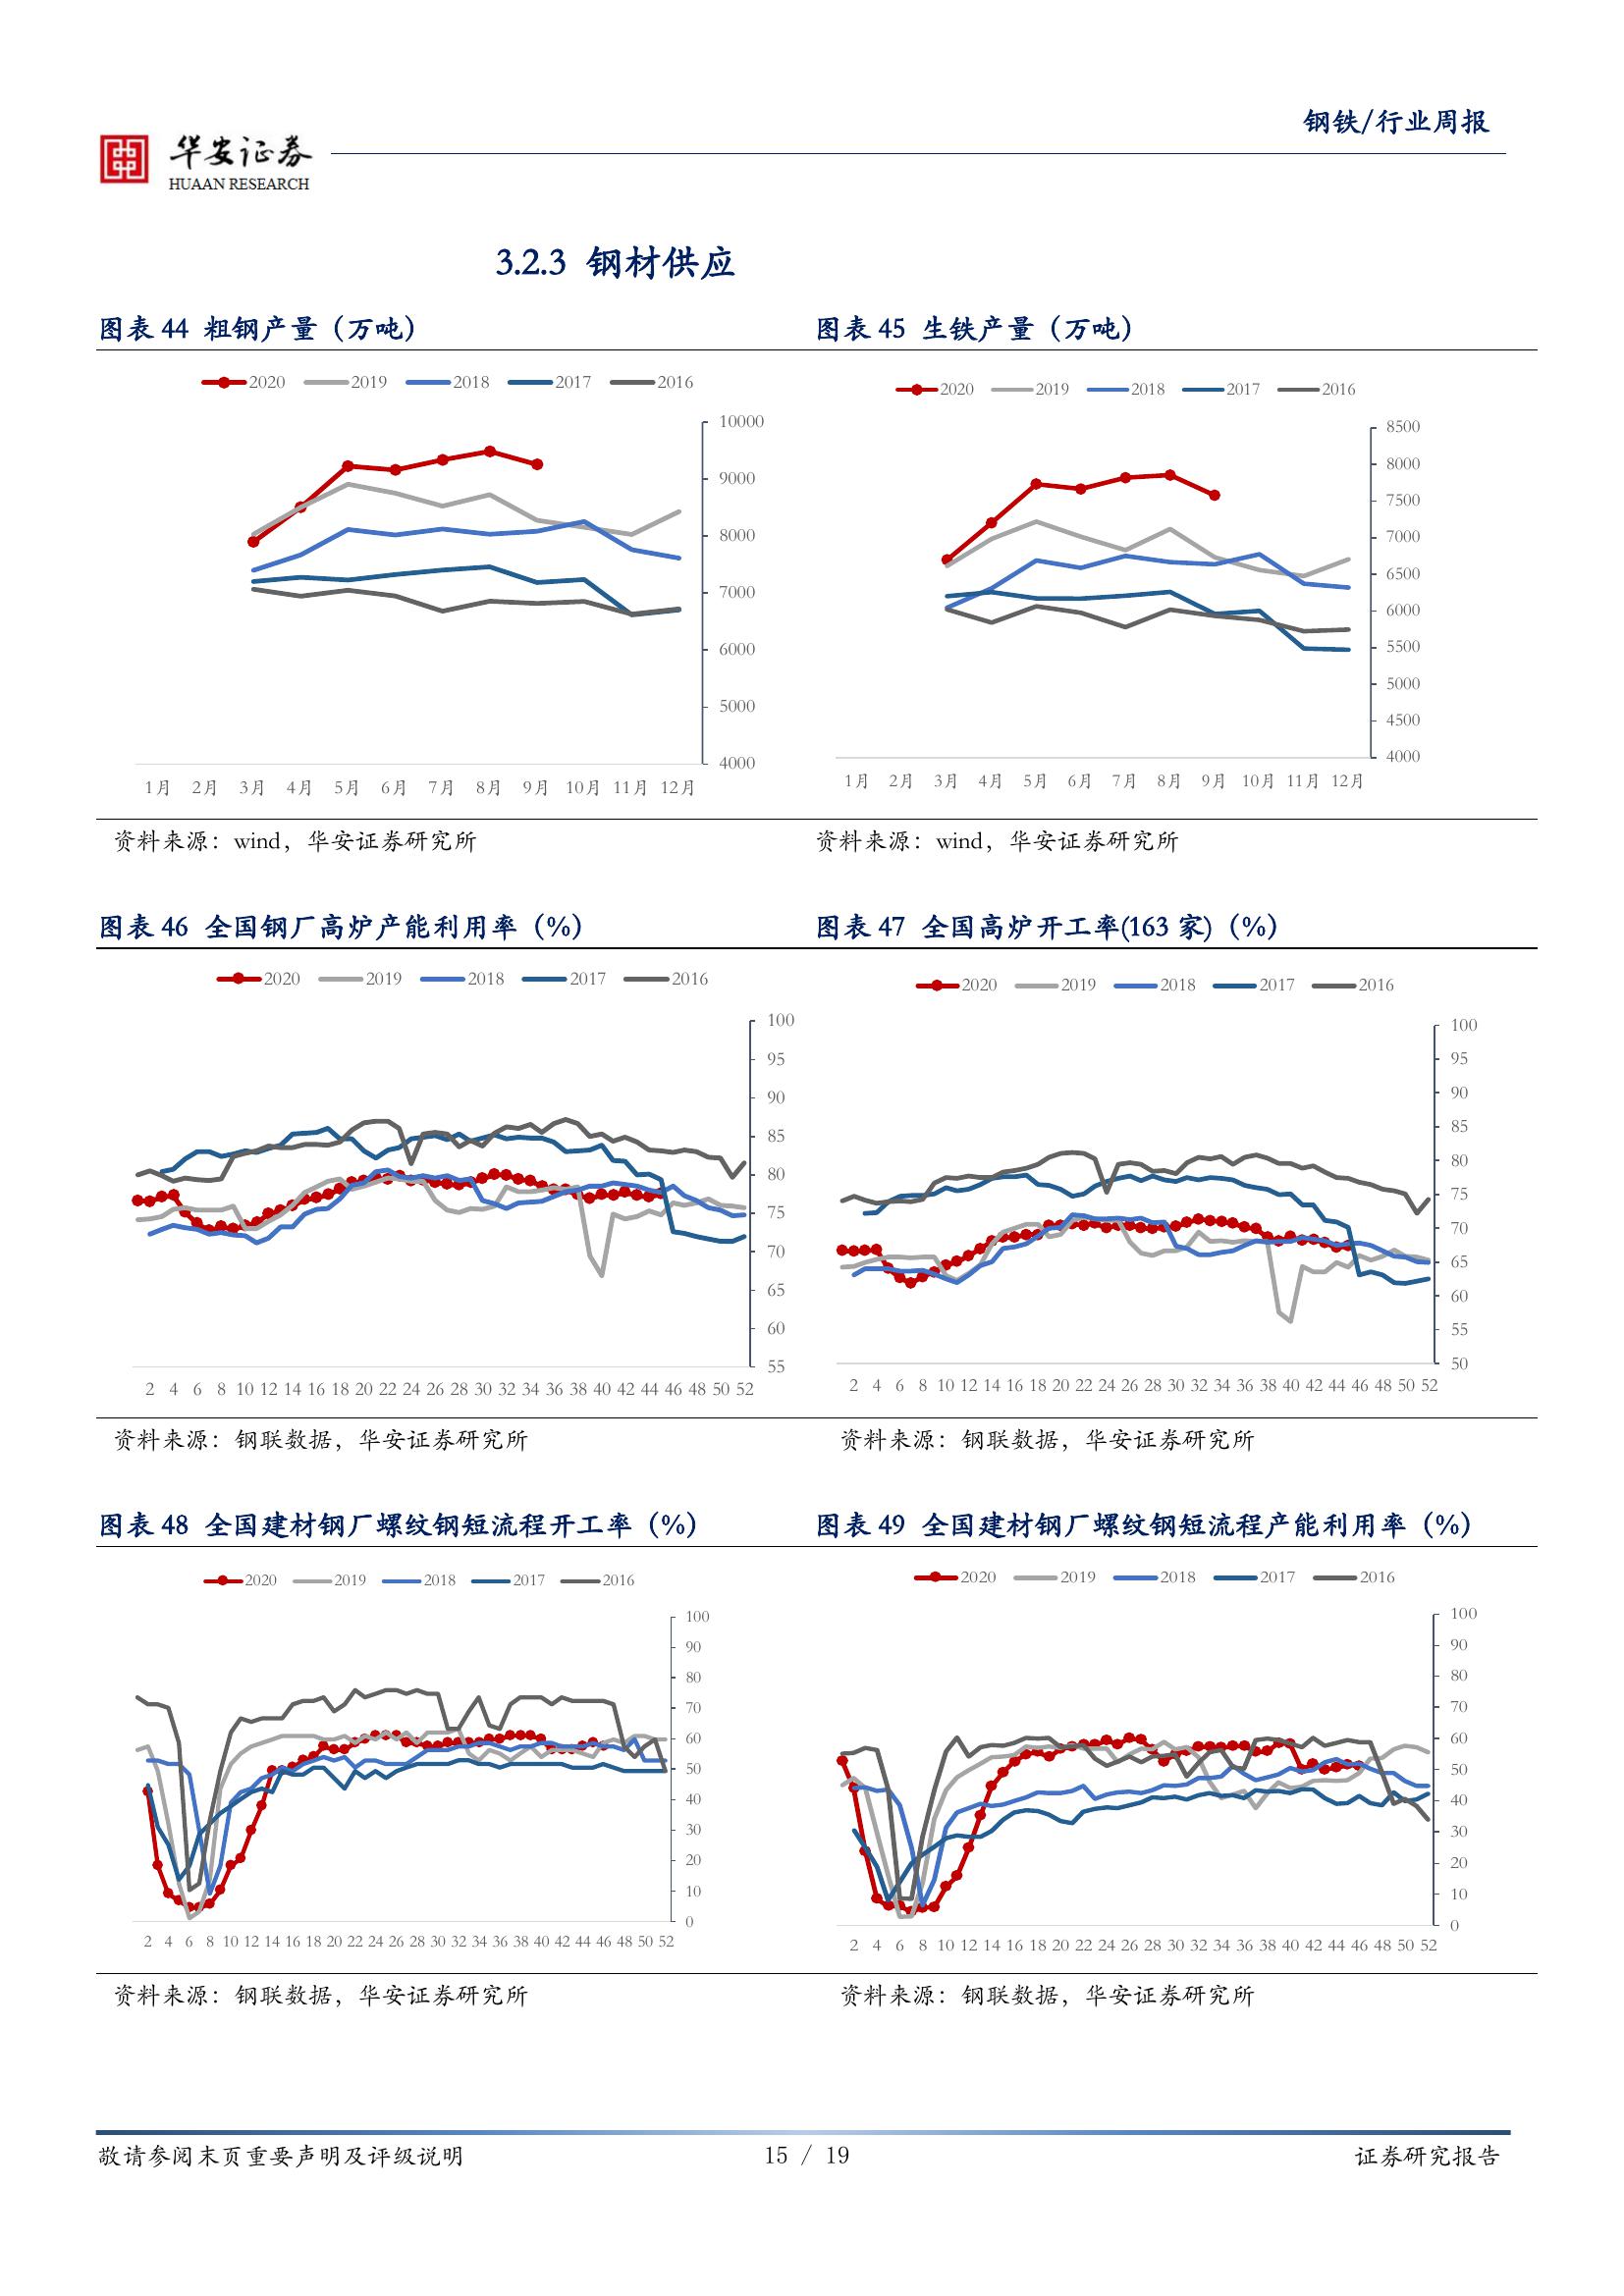 钢铁/行业周报
华安证券
HUAAN RESEARCH
3.2.3 钢材供应
图表 44 粗钢产量（万吨）
2020 2019 2018 2017 2016
10000
9000
8000
7000
6000
5000
4000
1月 2月 3月 4月 5月 6月 7月 8月 9月 10月 11月 12月
资料来源：wind，华安证券研究所
图表 45 生铁产量（万吨）
2020 2019 2018 2017 2016
8500
8000
7500
7000
6500
6000
5500
5000
4500
4000
1月 2月 3月 4月 5月 6月 7月 8月 9月 10月 11月 12月
资料来源：wind，华安证券研究所
图表 46 全国钢厂高炉产能利用率（%）
2020 2019 2018 2017 2016
100
95
90
85
80
75
70
65
60
55
2 4 6 8 10 12 14 16 18 20 22 24 26 28 30 32 34 36 38 40 42 44 46 48 50 52
资料来源：钢联数据，华安证券研究所
图表 47 全国高炉开工率(163 家)（%）
2020 2019 2018 2017 2016
100
95
90
85
80
75
70
65
60
55
50
2 4 6 8 10 12 14 16 18 20 22 24 26 28 30 32 34 36 38 40 42 44 46 48 50 52
资料来源：钢联数据，华安证券研究所
图表 48 全国建材钢厂螺纹钢短流程开工率（%）
2020 2019 2018 2017 2016
100
90
80
70
60
50
40
30
20
10
0
2 4 6 8 10 12 14 16 18 20 22 24 26 28 30 32 34 36 38 40 42 44 46 48 50 52
资料来源：钢联数据，华安证券研究所
图表 49 全国建材钢厂螺纹钢短流程产能利用率（%）
2020 2019 2018 2017 2016
100
90
80
70
60
50
40
30
20
10
0
2 4 6 8 10 12 14 16 18 20 22 24 26 28 30 32 34 36 38 40 42 44 46 48 50 52
资料来源：钢联数据，华安证券研究所
敬请参阅末页重要声明及评级说明
15 / 19
证券研究报告